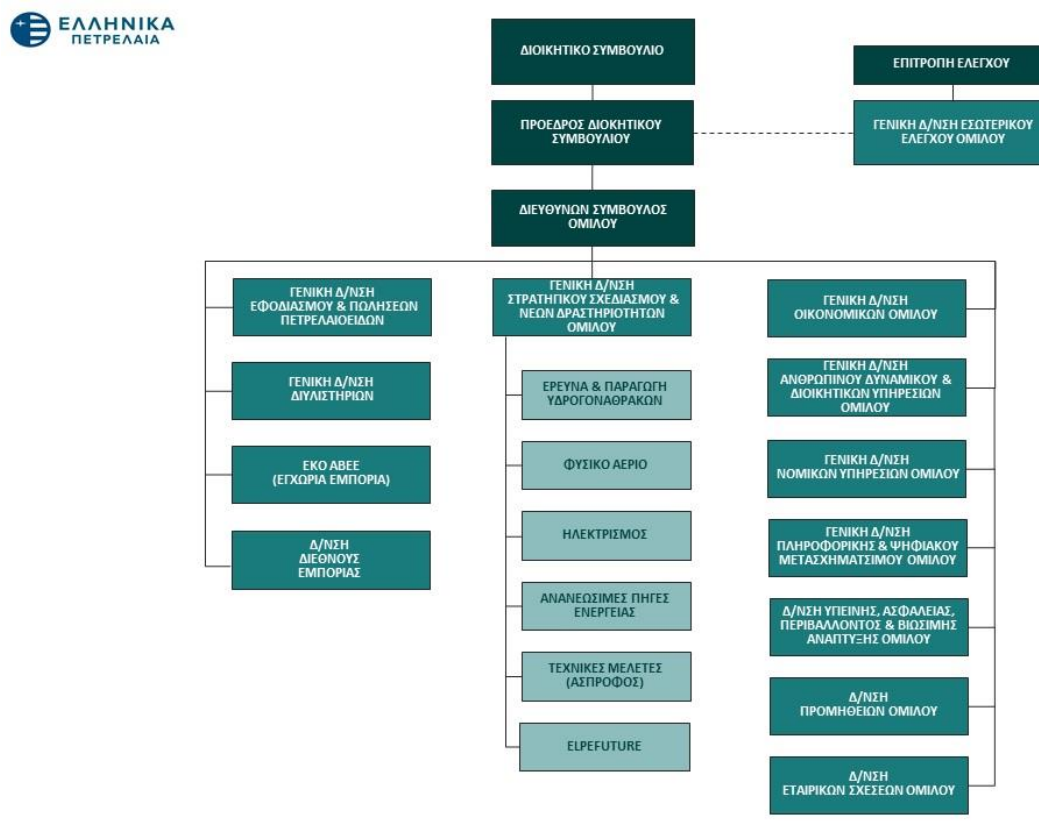 ΕΛΛΗΝΙΚΑ
ΠΕΤΡΕΛΑΙΑ
ΔΙΟΙΚΗΤΙΚΟ ΣΥΜΒΟΥΛΙΟ
ΕΠΙΤΡΟΠΗ ΕΛΕΓΧΟΥ
ΠΡΟΕΔΡΟΣ ΔΙΟΚΗΤΙΚΟΥ
ΣΥΜΒΟΥΛΙΟΥ
ΓΕΝΙΚΗ Δ/ΝΣΗ ΕΣΩΤΕΡΙΚΟΥ
ΕΛΕΓΧΟΥ ΟΜΙΛΟΥ
ΔΙΕΥΘΥΝΩΝ ΣΥΜΒΟΥΛΟΣ
ΟΜΙΛΟΥ
ΓΕΝΙΚΗ Δ/ΝΣΗ
ΕΦΟΔΙΑΣΜΟΥ & ΠΩΛΗΣΕΩΝ
ΠΕΤΡΕΛΑΙΟΕΙΔΩΝ
ΓΕΝΙΚΗ Δ/ΝΣΗ
ΔΙΥΛΙΣΤΗΡΙΩΝ
ΕΚΟ ΑΒΕΕ
(ΕΓΧΩΡΙΑ ΕΜΠΟΡΙΑ)
Δ/ΝΣΗ
ΔΙΕΘΝΟΥΣ
ΕΜΠΟΡΙΑΣ
ΓΕΝΙΚΗ Δ/ΝΣΗ
ΣΤΡΑΤΗΓΙΚΟΥ ΣΧΕΔΙΑΣΜΟΥ &
ΝΕΩΝ ΔΡΑΣΤΗΡΙΟΤΗΤΩΝ
ΟΜΙΛΟΥ
ΕΡΕΥΝΑ & ΠΑΡΑΓΩΓΗ
ΥΔΡΟΓΟΝΑΘΡΑΚΩΝ
ΦΥΣΙΚΟ ΑΕΡΙΟ
ΗΛΕΚΤΡΙΣΜΟΣ
ΑΝΑΝΕΩΣΙΜΕΣ ΠΗΓΕΣ
ΕΝΕΡΓΕΙΑΣ
ΤΕΧΝΙΚΕΣ ΜΕΛΕΤΕΣ
(ΑΣΠΡΟΦΟΣ)
ELPEFUTURE
ΓΕΝΙΚΗ Δ/ΝΣΗ
ΟΙΚΟΝΟΜΙΚΩΝ ΟΜΙΛΟΥ
ΓΕΝΙΚΗ Δ/ΝΣΗ
ΑΝΘΡΩΠΙΝΟΥ ΔΥΝΑΜΙΚΟΥ &
ΔΙΟΙΚΗΤΙΚΩΝ ΥΠΗΡΕΣΙΩΝ
ΟΜΙΛΟΥ
ΓΕΝΙΚΗ Δ/ΝΣΗ
ΝΟΜΙΚΩΝ ΥΠΗΡΕΣΙΩΝ ΟΜΙΛΟΥ
ΓΕΝΙΚΗ Δ/ΝΣΗ
ΠΛΗΡΟΦΟΡΙΚΗΣ & ΨΗΦΙΑΚΟΥ
ΜΕΤΑΣΧΗΜΑΤΣΙΜΟΥ ΟΜΙΛΟΥ
Δ/ΝΣΗ ΥΓΙΕΙΝΗΣ, ΑΣΦΑΛΕΙΑΣ,
ΠΕΡΙΒΑΛΛΟΝΤΟΣ & ΒΙΩΣΙΜΗΣ
ΑΝΑΠΤΥΞΗΣ ΟΜΙΛΟΥ
Δ/ΝΣΗ
ΠΡΟΜΗΘΕΙΩΝ ΟΜΙΛΟΥ
Δ/ΝΣΗ
ΕΤΑΙΡΙΚΩΝ ΣΧΕΣΕΩΝ ΟΜΙΛΟΥ